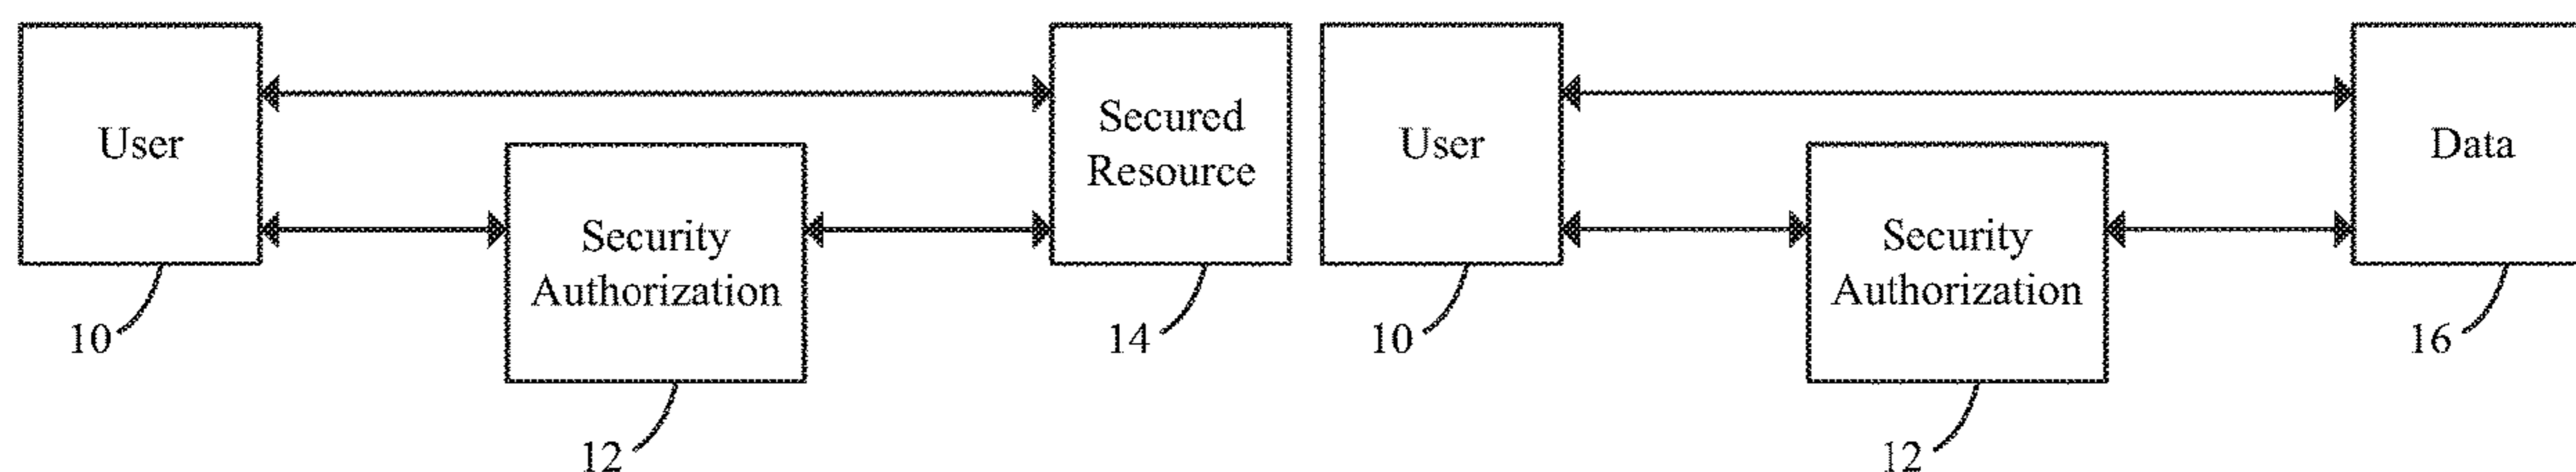 User
Security
Authorization
Secured
Resource
10
12
14
User
Security
Authorization
Data
10
12
16